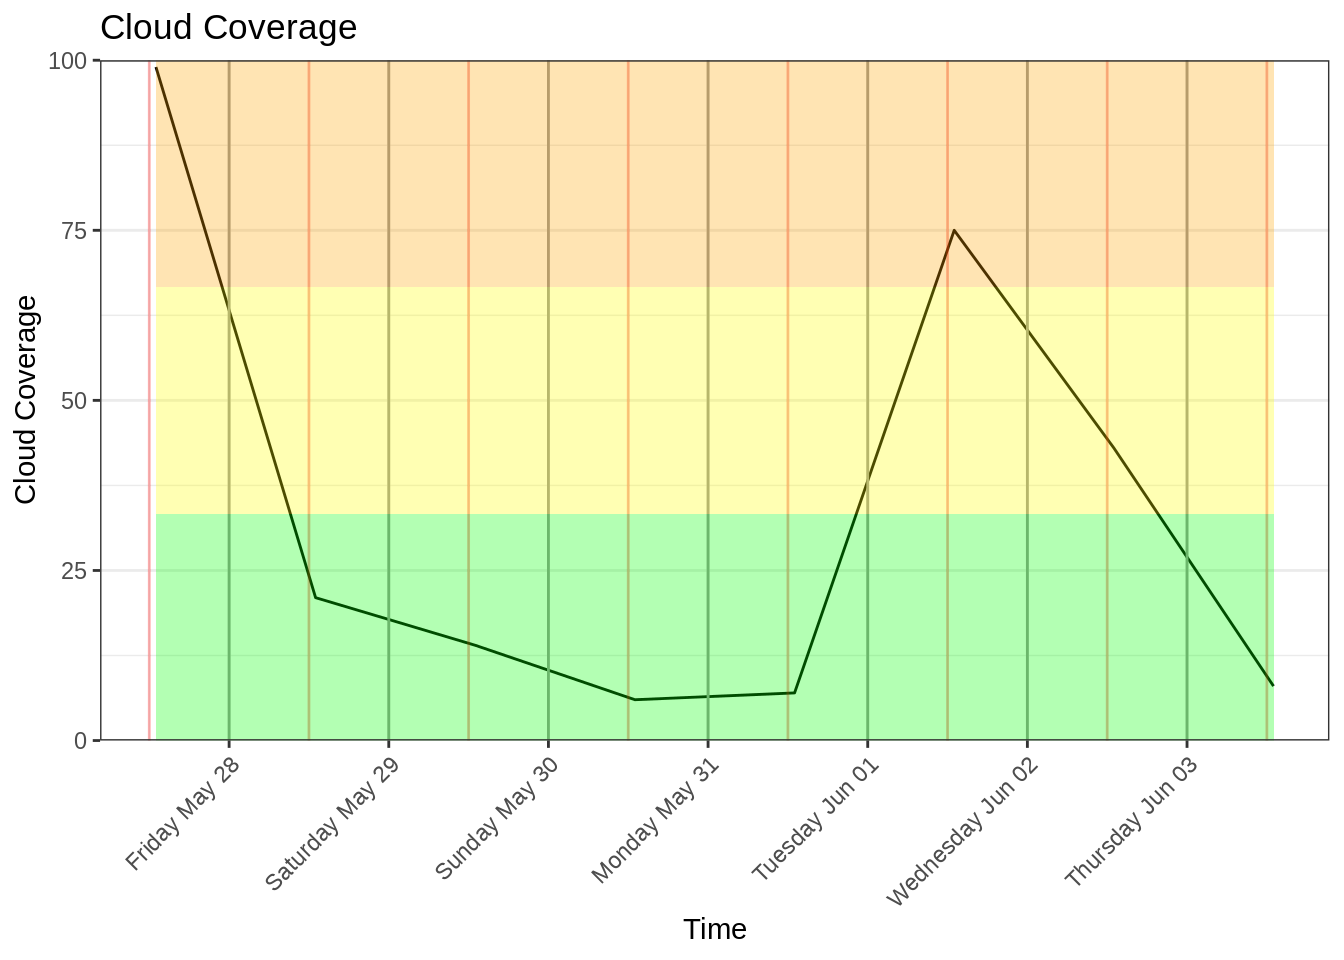 Cloud Coverage
100
75
50
25
0
Cloud Coverage
Friday May 28
Saturday May 29
Sunday May 30
Monday May 31
Tuesday Jun 01
Wednesday Jun 02
Thursday Jun 03
Time